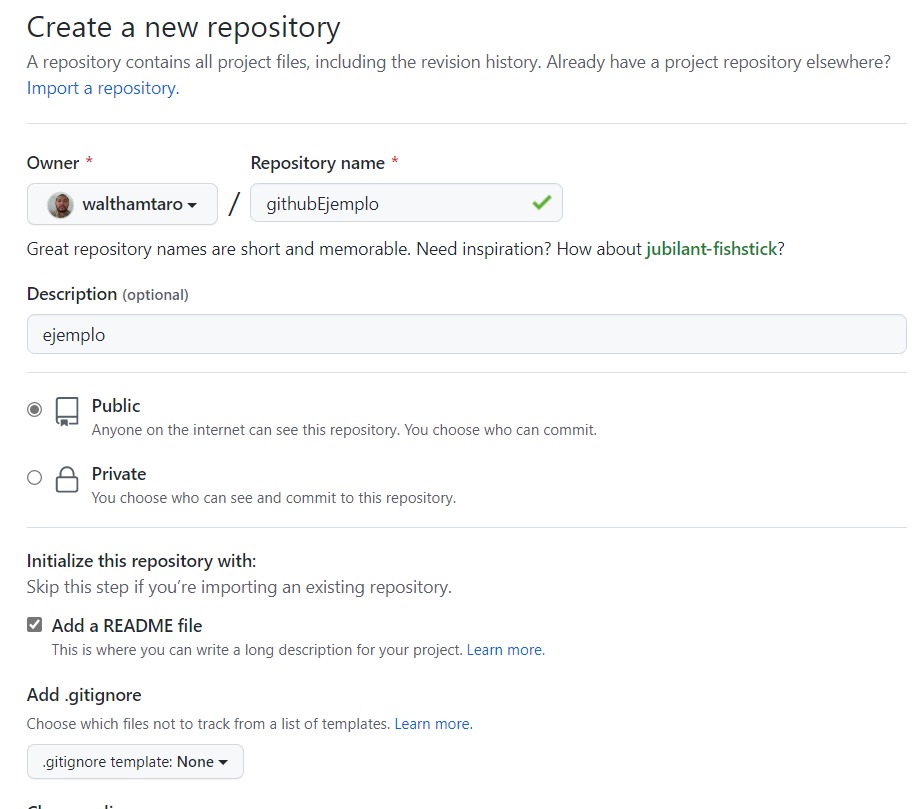 Create a new repository
A repository contains all project files, including the revision history. Already have a project repository elsewhere?
Import a repository.
Owner *
Repository name *
walthamtaro
/
githubEjemplo
Great repository names are short and memorable. Need inspiration? How about jubilant-fishstick?
Description (optional)
ejemplo
Public
Anyone on the internet can see this repository. You choose who can commit.
Private
You choose who can see and commit to this repository.
Initialize this repository with:
Skip this step if you’re importing an existing repository.
Add a README file
This is where you can write a long description for your project. Learn more.
Add .gitignore
Choose which files not to track from a list of templates. Learn more.
.gitignore template: None